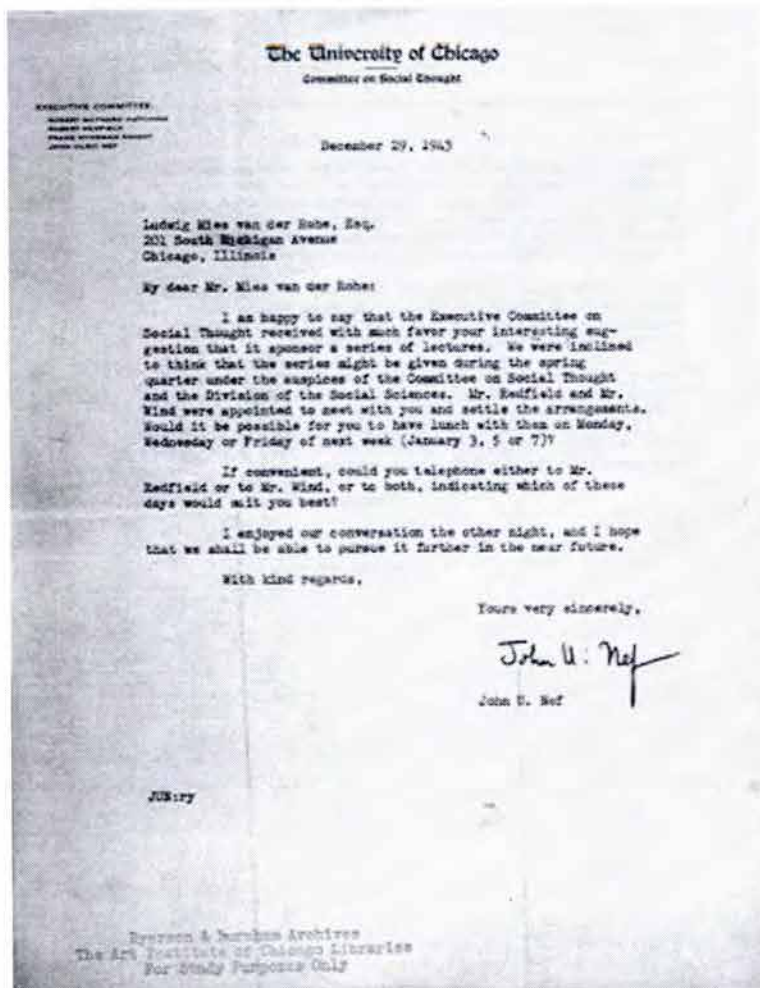 The University of Chicago
Committee on Social Thought
EXECUTIVE COMMITTEE
ROBERT MAYNARD HUTCHINS
ROBERT REDFIELD
JOHN ULRIC NEF
December 29, 1943
Ludwig Mies van der Rohe, Esq.
201 South Michigan Avenue
Chicago, Illinois
My dear Mr. Mies van der Rohe:
I am happy to say that the Executive Committee on
Social Thought received with much favor your interesting sug-
gestion that it sponsor a series of lectures. We were inclined
to think that the series might be given during the spring
quarter under the auspices of the Committee on Social Thought
and the Division of the Social Sciences. Mr. Redfield and Mr.
Wind were appointed to meet with you and settle the arrangements.
Would it be possible for you to have lunch with them on Monday,
Wednesday or Friday of next week (January 3, 5 or 7)?
If convenient, could you telephone either to Mr.
Redfield or to Mr. Wind, or to both, indicating which of these
days would suit you best?
I enjoyed our conversation the other night, and I hope
that we shall be able to pursue it further in the near future.
With kind regards,
Yours very sincerely,
John U. Nef
John U. Nef
JUN:ry
Ryerson & Burnham Archives
The Art Institute of Chicago Libraries
For Study Purposes Only